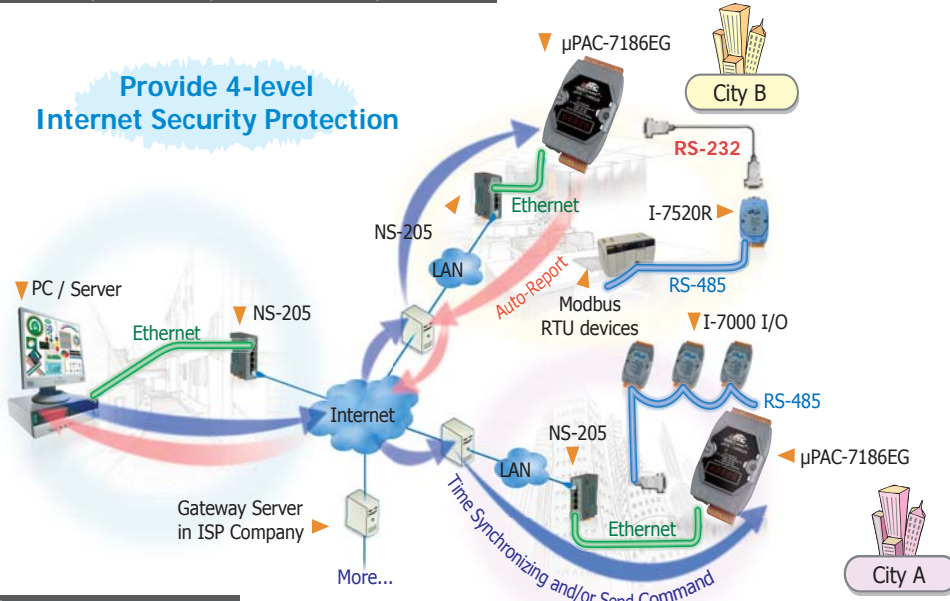 Provide 4-level
Internet Security Protection
µPAC-7186EG
City B
RS-232
Ethernet
NS-205
I-7520R
LAN
Auto-Report
RS-485
Modbus
RTU devices
PC / Server
NS-205
Ethernet
I-7000 I/O
RS-485
Internet
NS-205
LAN
µPAC-7186EG
Gateway Server
in ISP Company
Ethernet
More...
Time Synchronizing and/or Send Command
City A